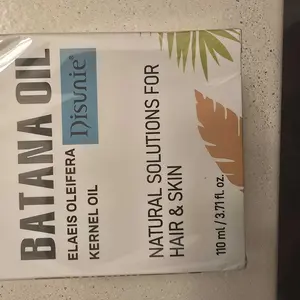 BATANA OIL
ELAEIS OLEIFERA
KERNEL OIL
Disunie®
NATURAL SOLUTIONS FOR
HAIR & SKIN
110 ml / 3.71 fl. oz.